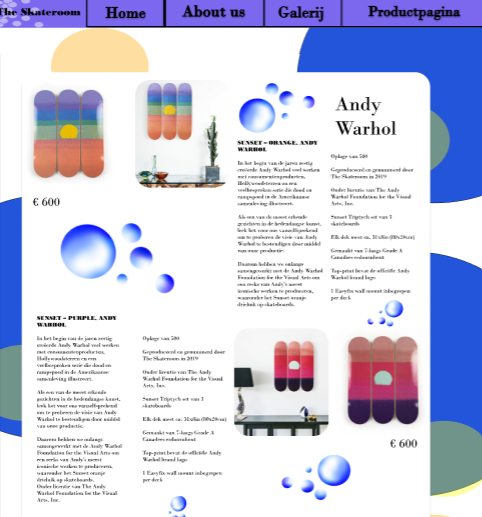 The Skateroom
Home
About us
Galerij
Productpagina
Andy
Warhol
€ 600
SUNSET – ORANGE, ANDY
WARHOL
In het begin van de jaren zestig
creëerde Andy Warhol veel werken
met consumentenproducten,
Hollywoodsterren en een
veelbesproken serie die dood en
rampspoed in de Amerikaanse
samenleving illustreert.
Als een van de meest erkende
gezichten in de hedendaagse kunst,
leek het voor ons vanzelfsprekend
om te proberen de visie van Andy
Warhol te bestendigen door middel
van onze productie.
Daarom hebben we onlangs
samengewerkt met de Andy Warhol
Foundation for the Visual Arts om
een reeks van Andy's meest
iconische werken te produceren,
waaronder het Sunset oranje
drieluik op skateboards.
Oplage van 500
Geproduceerd en genummerd door
The Skateroom in 2019
Onder licentie van The Andy
Warhol Foundation for the Visual
Arts, Inc.
Sunset Triptych set van 3
skateboards
Elk dek meet ca. 31x8in (80x20cm)
Gemaakt van 7-laags Grade A
Canadees esdoornhout
Top-print bevat de officiële Andy
Warhol brand logo
1 Easyfix wall mount inbegrepen
per deck
SUNSET – PURPLE, ANDY
WARHOL
In het begin van de jaren zestig
creëerde Andy Warhol veel werken
met consumentenproducten,
Hollywoodsterren en een
veelbesproken serie die dood en
rampspoed in de Amerikaanse
samenleving illustreert.
Als een van de meest erkende
gezichten in de hedendaagse kunst,
leek het voor ons vanzelfsprekend
om te proberen de visie van Andy
Warhol te bestendigen door middel
van onze productie.
Daarom hebben we onlangs
samengewerkt met de Andy Warhol
Foundation for the Visual Arts om
een reeks van Andy's meest
iconische werken te produceren,
waaronder het Sunset oranje
drieluik op skateboards.
Onder licentie van The Andy
Warhol Foundation for the Visual
Arts, Inc.
Oplage van 500
Geproduceerd en genummerd door
The Skateroom in 2019
Onder licentie van The Andy
Warhol Foundation for the Visual
Arts, Inc.
Sunset Triptych set van 3
skateboards
Elk dek meet ca. 31x8in (80x20cm)
Gemaakt van 7-laags Grade A
Canadees esdoornhout
Top-print bevat de officiële Andy
Warhol brand logo
1 Easyfix wall mount inbegrepen
per deck
€ 600